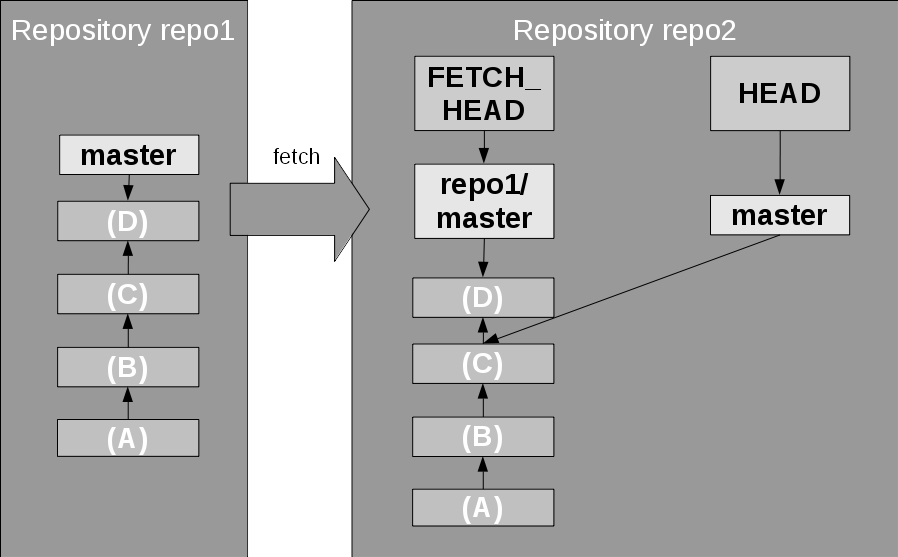 Repository repo1
master
(D)
(C)
(B)
(A)
fetch
Repository repo2
FETCH_
HEAD
repo1/
master
(D)
(C)
(B)
(A)
HEAD
master